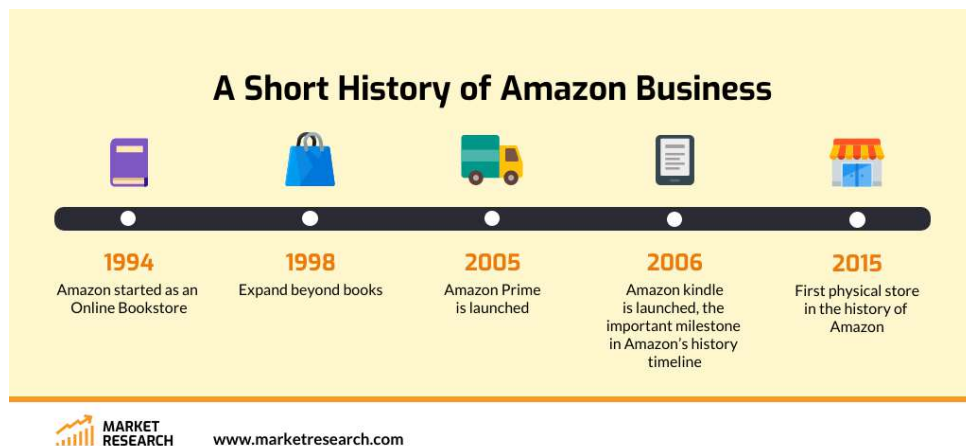 A Short History of Amazon Business
1994
Amazon started as an
Online Bookstore
1998
Expand beyond books
2005
Amazon Prime
is launched
2006
Amazon kindle
is launched, the
important milestone
in Amazon's history
timeline
2015
First physical store
in the history of
Amazon
MARKET
RESEARCH
www.marketresearch.com